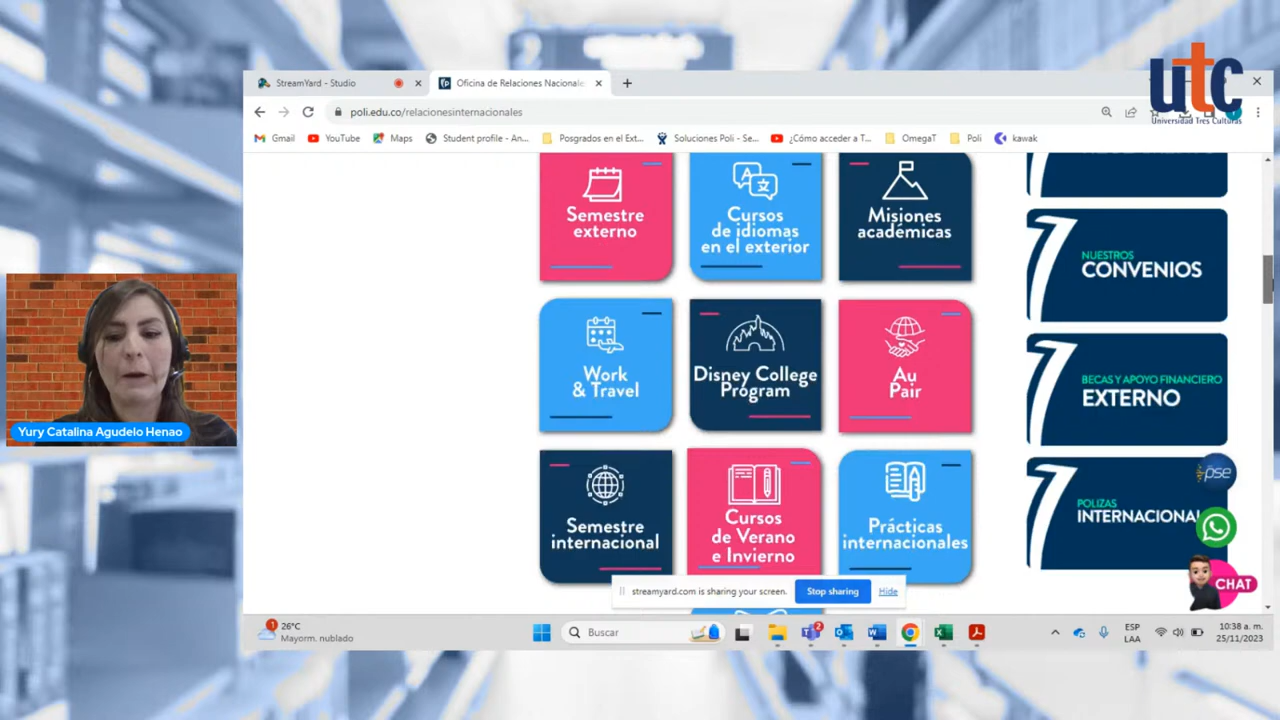 utc
Universidad Tres Culturas
StreamYard - Studio
Oficina de Relaciones Nacionale
poli.edu.co/relacionesinternacionales
Gmail
YouTube
Maps
Student profile - An...
Posgrados en el Ext...
Soluciones Poli - Se...
¿Cómo acceder a T...
OmegaT
Poli
kawak
Semestre
externo
Cursos
de idiomas
en el exterior
Misiones
académicas
NUESTROS
CONVENIOS
Work
& Travel
Disney College
Program
Au
Pair
BECAS Y APOYO FINANCIERO
EXTERNO
Semestre
internacional
Cursos
de Verano
e Invierno
Prácticas
internacionales
POLIZAS
INTERNACIONAL
pse
CHAT
Yury Catalina Agudelo Henao
streamyard.com is sharing your screen.
Stop sharing
Hide
1
26°C
Mayorm. nublado
Buscar
2
ESP
LAA
10:38 a. m.
25/11/2023